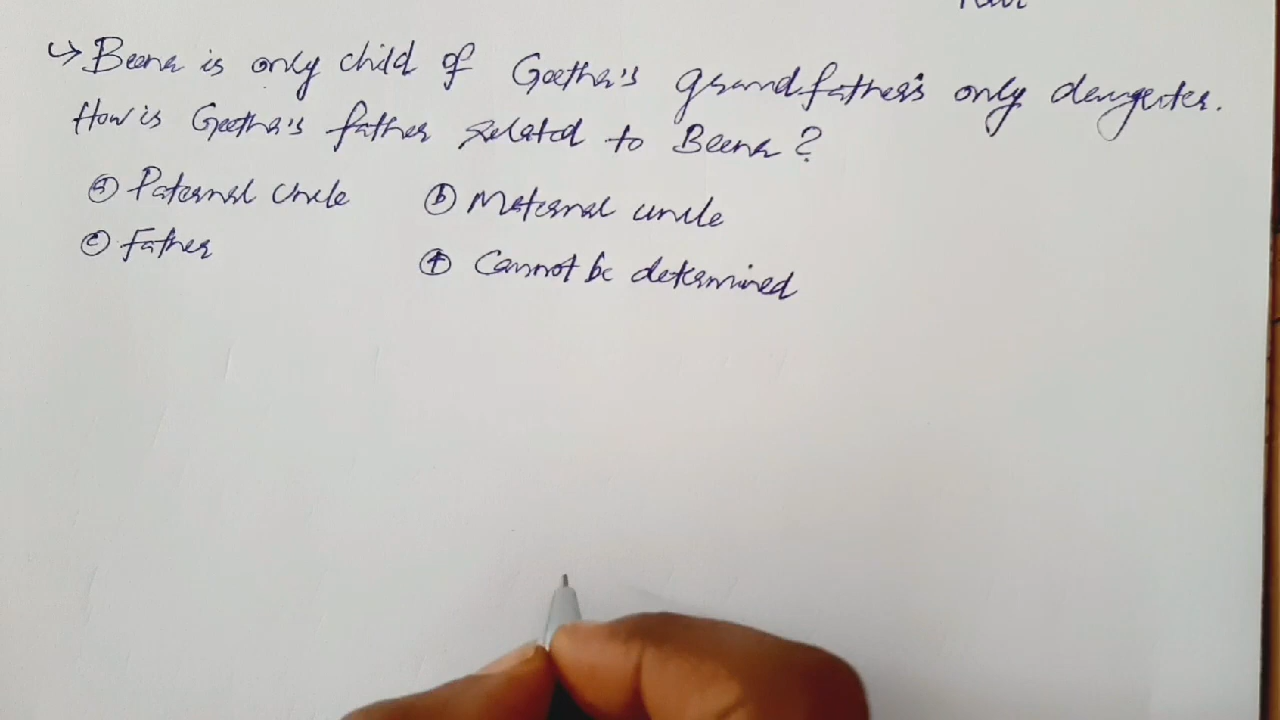 ↪ Beena is only child of Geetha's grandfather's only daugeter.
How is Geetha's father related to Beena?
ⓐ Paternal Uncle ⓑ Maternal uncle
ⓒ Father ⓓ Cannot be determined